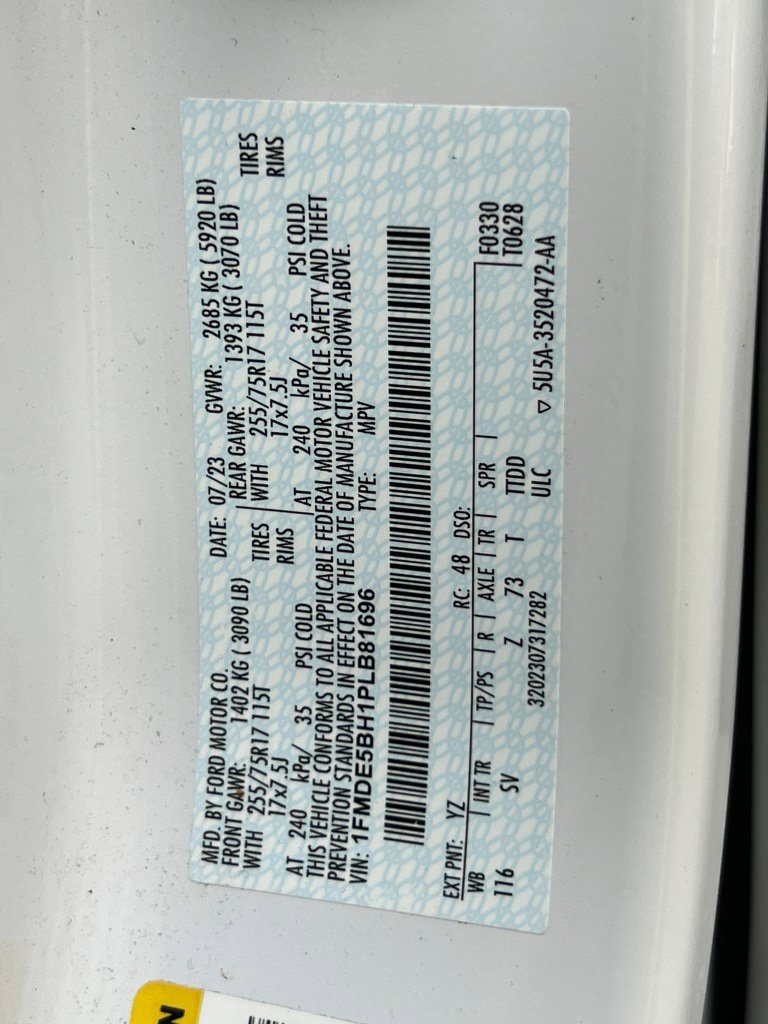 MFD. BY FORD MOTOR CO. DATE: 07/23 GVWR: 2685 KG ( 5920 LB)
FRONT GAWR: 1402 KG ( 3090 LB) REAR GAWR: 1393 KG ( 3070 LB)
WITH 255/75R17 115T TIRES WITH 255/75R17 115T TIRES
17x7.5J RIMS 17x7.5J RIMS
AT 240 kPa/ 35 PSI COLD AT 240 kPa/ 35 PSI COLD
THIS VEHICLE CONFORMS TO ALL APPLICABLE FEDERAL MOTOR VEHICLE SAFETY AND THEFT
PREVENTION STANDARDS IN EFFECT ON THE DATE OF MANUFACTURE SHOWN ABOVE.
VIN: 1FMDE5BH1PLB81696 TYPE: MPV
EXT PNT: YZ RC: 48 DSO: F0330
WB INT TR TP/PS R AXLE TR SPR T0628
116 SV Z 73 T TTDD
3202307317282 ULC ▽ 5U5A-3520472-AA
N